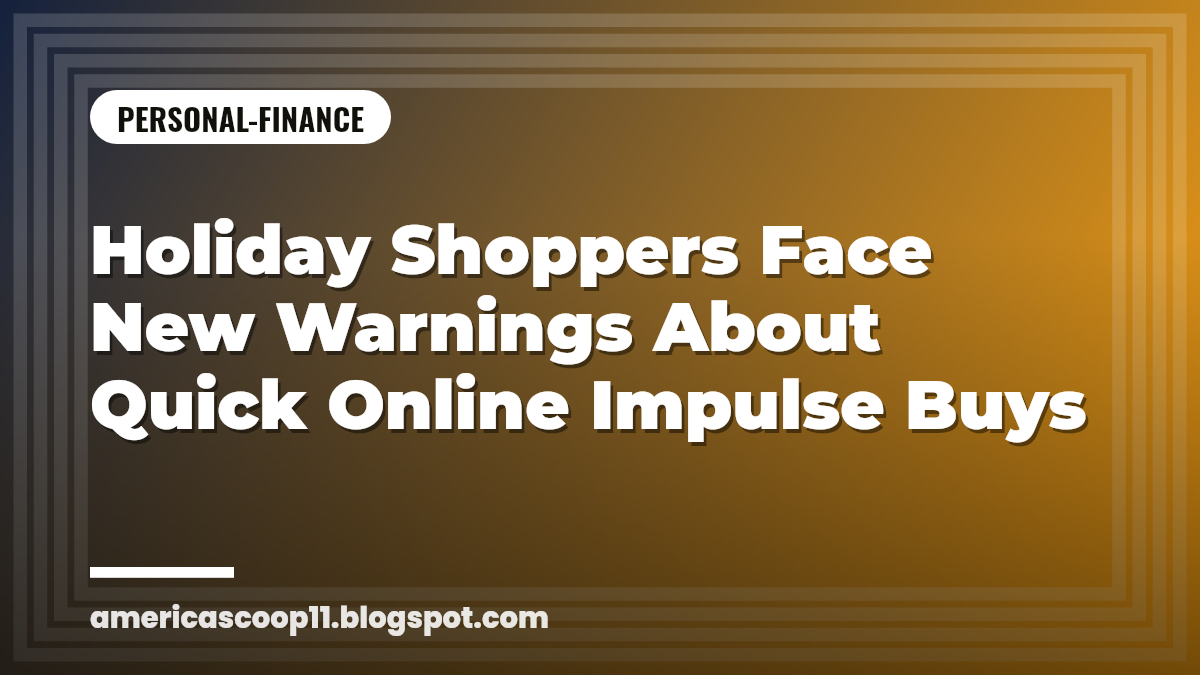 PERSONAL-FINANCE
Holiday Shoppers Face
New Warnings About
Quick Online Impulse Buys
americascoop11.blogspot.com